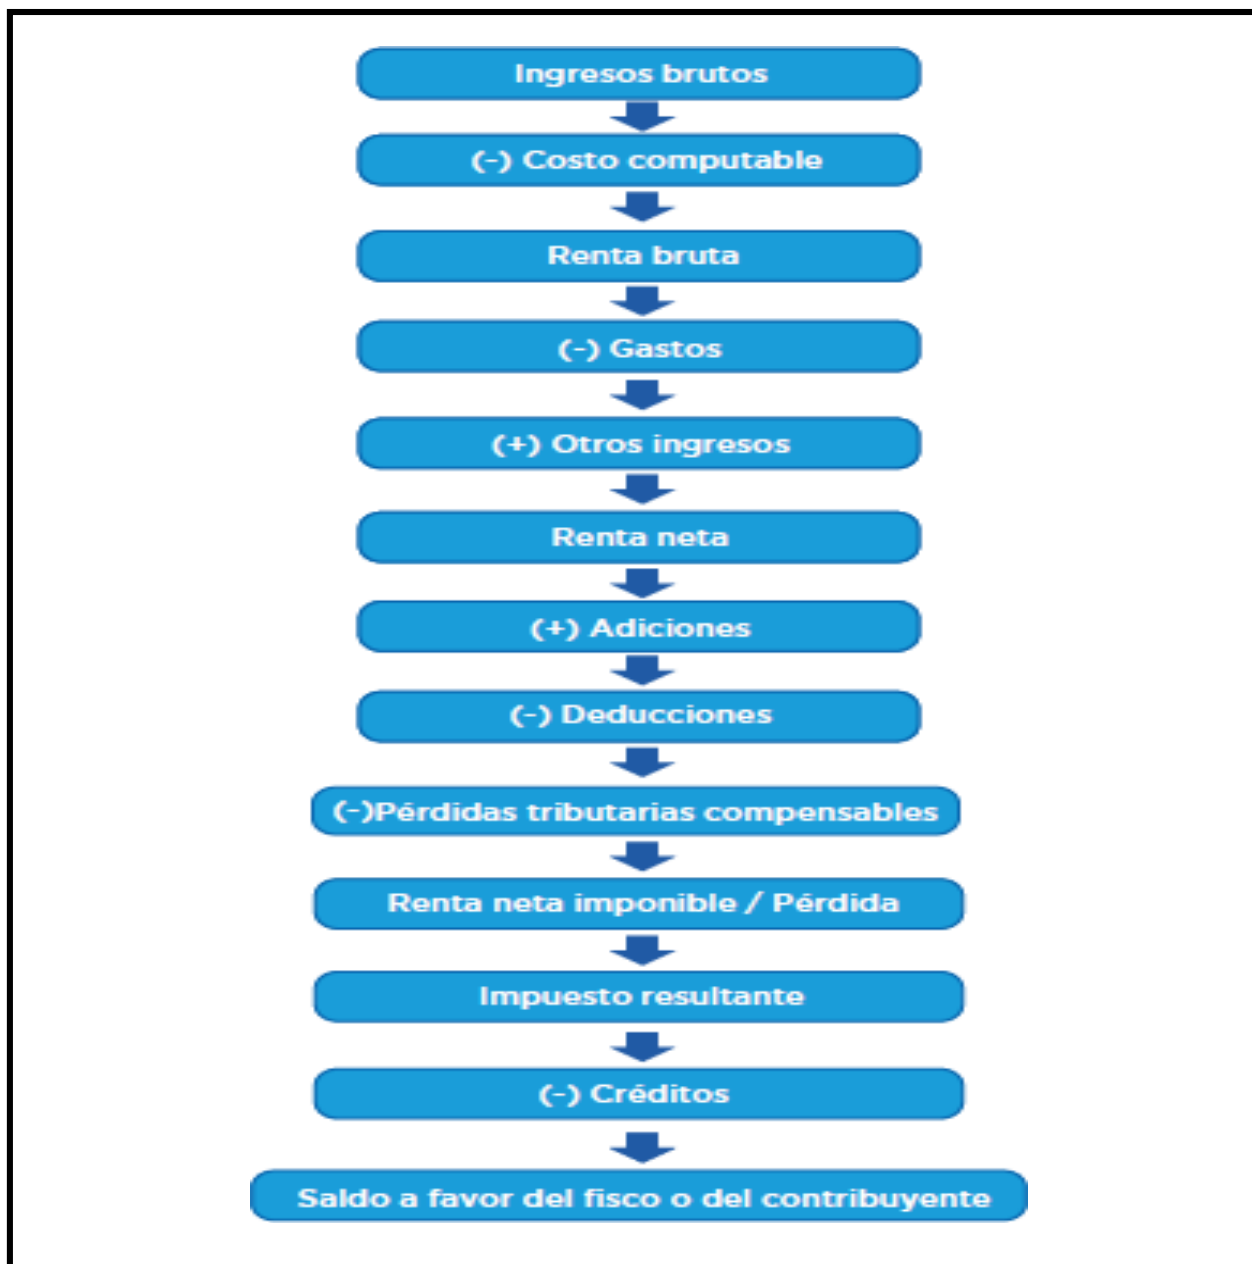 Ingresos brutos
(-) Costo computable
Renta bruta
(-) Gastos
(+) Otros ingresos
Renta neta
(+) Adiciones
(-) Deducciones
(-)Pérdidas tributarias compensables
Renta neta imponible / Pérdida
Impuesto resultante
(-) Créditos
Saldo a favor del fisco o del contribuyente